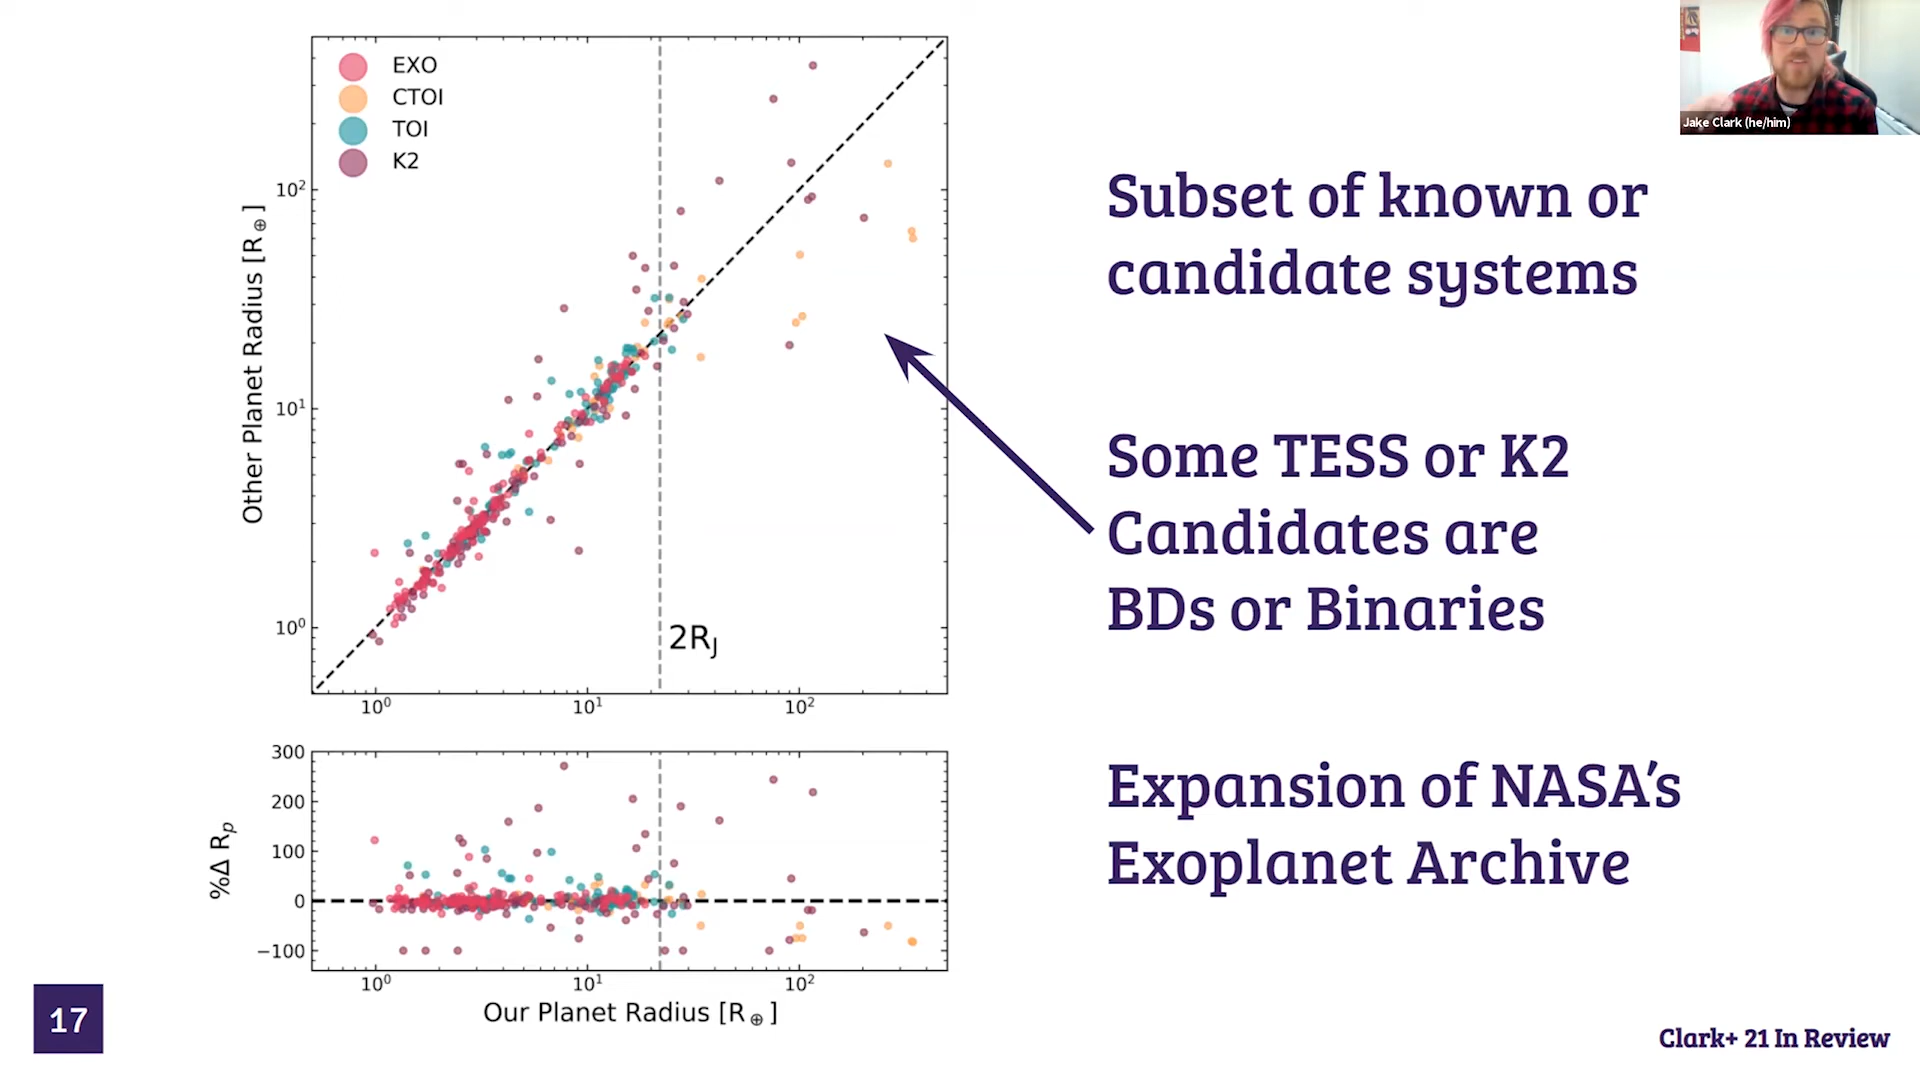 EXO
CTOI
TOI
K2
Other Planet Radius [R⊕]
10²
10¹
10⁰
2R_J
10⁰ 10¹ 10²
%Δ R_p
300
200
100
0
−100
10⁰ 10¹ 10²
Our Planet Radius [R⊕]
Jake Clark (he/him)
Subset of known or
candidate systems
Some TESS or K2
Candidates are
BDs or Binaries
Expansion of NASA's
Exoplanet Archive
17
Clark+ 21 In Review